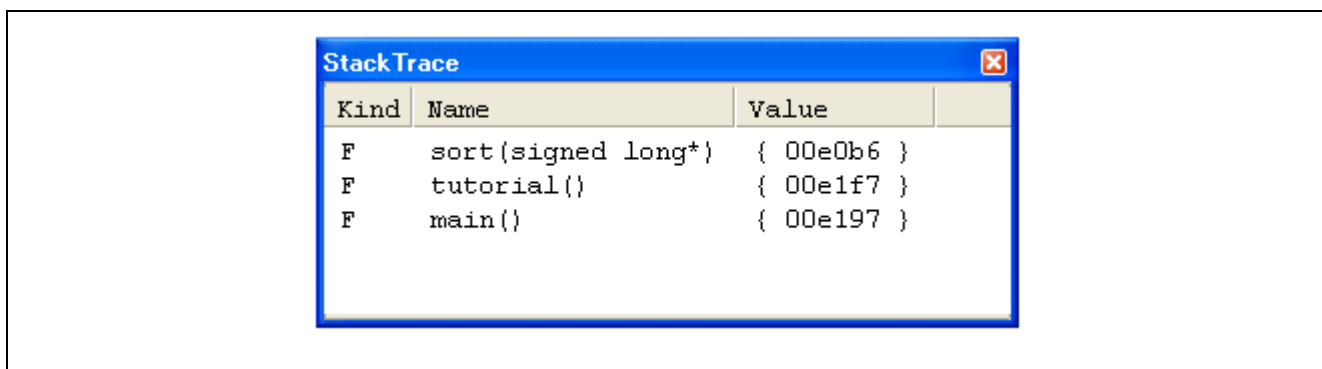 StackTrace
Kind Name Value
F sort(signed long*) { 00e0b6 }
F tutorial() { 00e1f7 }
F main() { 00e197 }